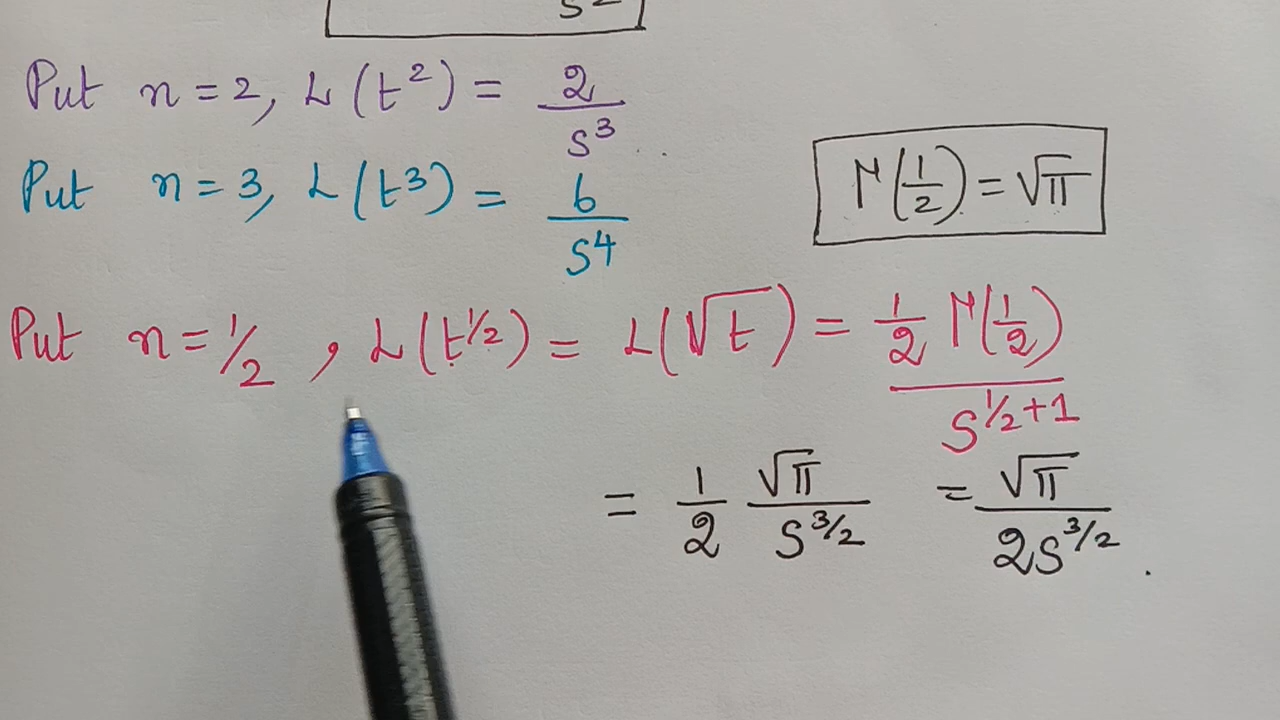 s²
Put n = 2, L(t²) = 2/s³
Put n = 3, L(t³) = 6/s⁴
Γ(1/2) = √π
Put n = 1/2, L(t^1/2) = L(√t) = 1/2 Γ(1/2) / s^1/2+1
= 1/2 √π/s^3/2 = √π/2s^3/2.